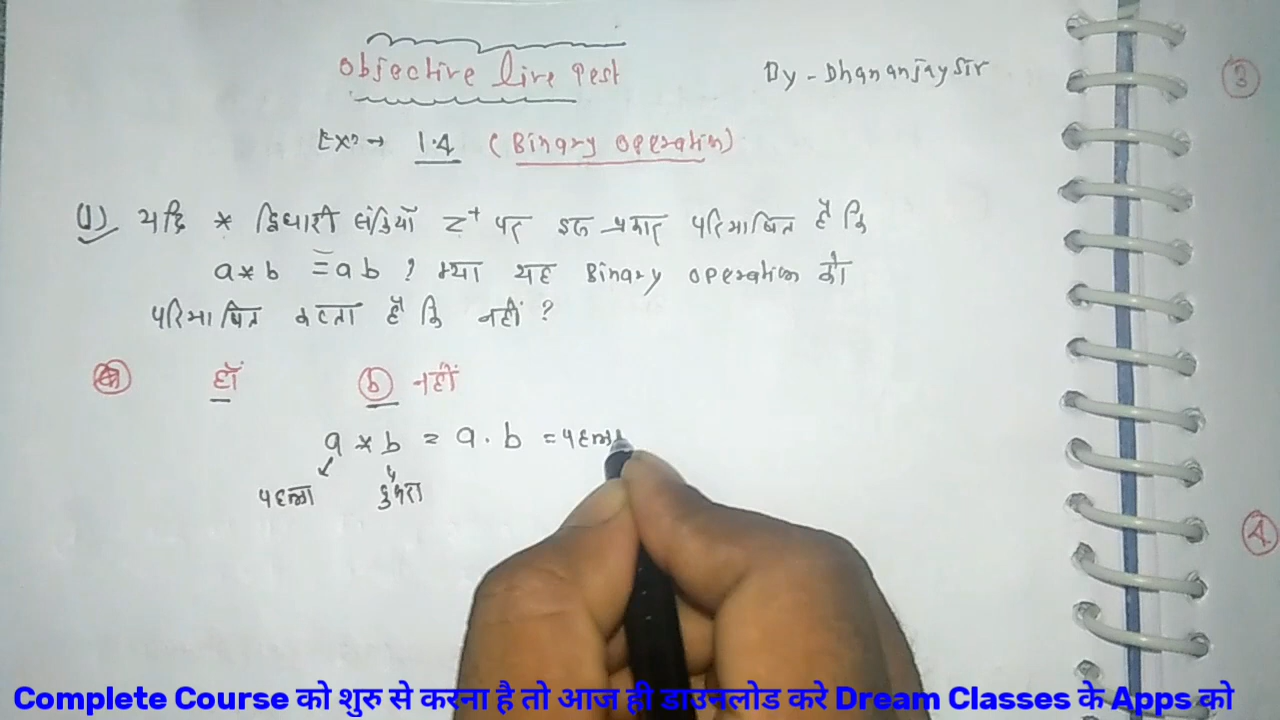 Objective live Test
By - Dhananjay Sir
3
Exⁿ → 1.4 (Binary Operation)
(1) यदि * द्विधारी संक्रियाँ Z⁺ पर इस प्रकार परिभाषित है कि
a * b = ab ? क्या यह Binary operation को
परिभाषित करता है कि नहीं ?
हाँ (b) नहीं
a * b = a . b = पहला
पहला दुसरा
4
Complete Course को शुरु से करना है तो आज ही डाउनलोड करे Dream Classes के Apps को